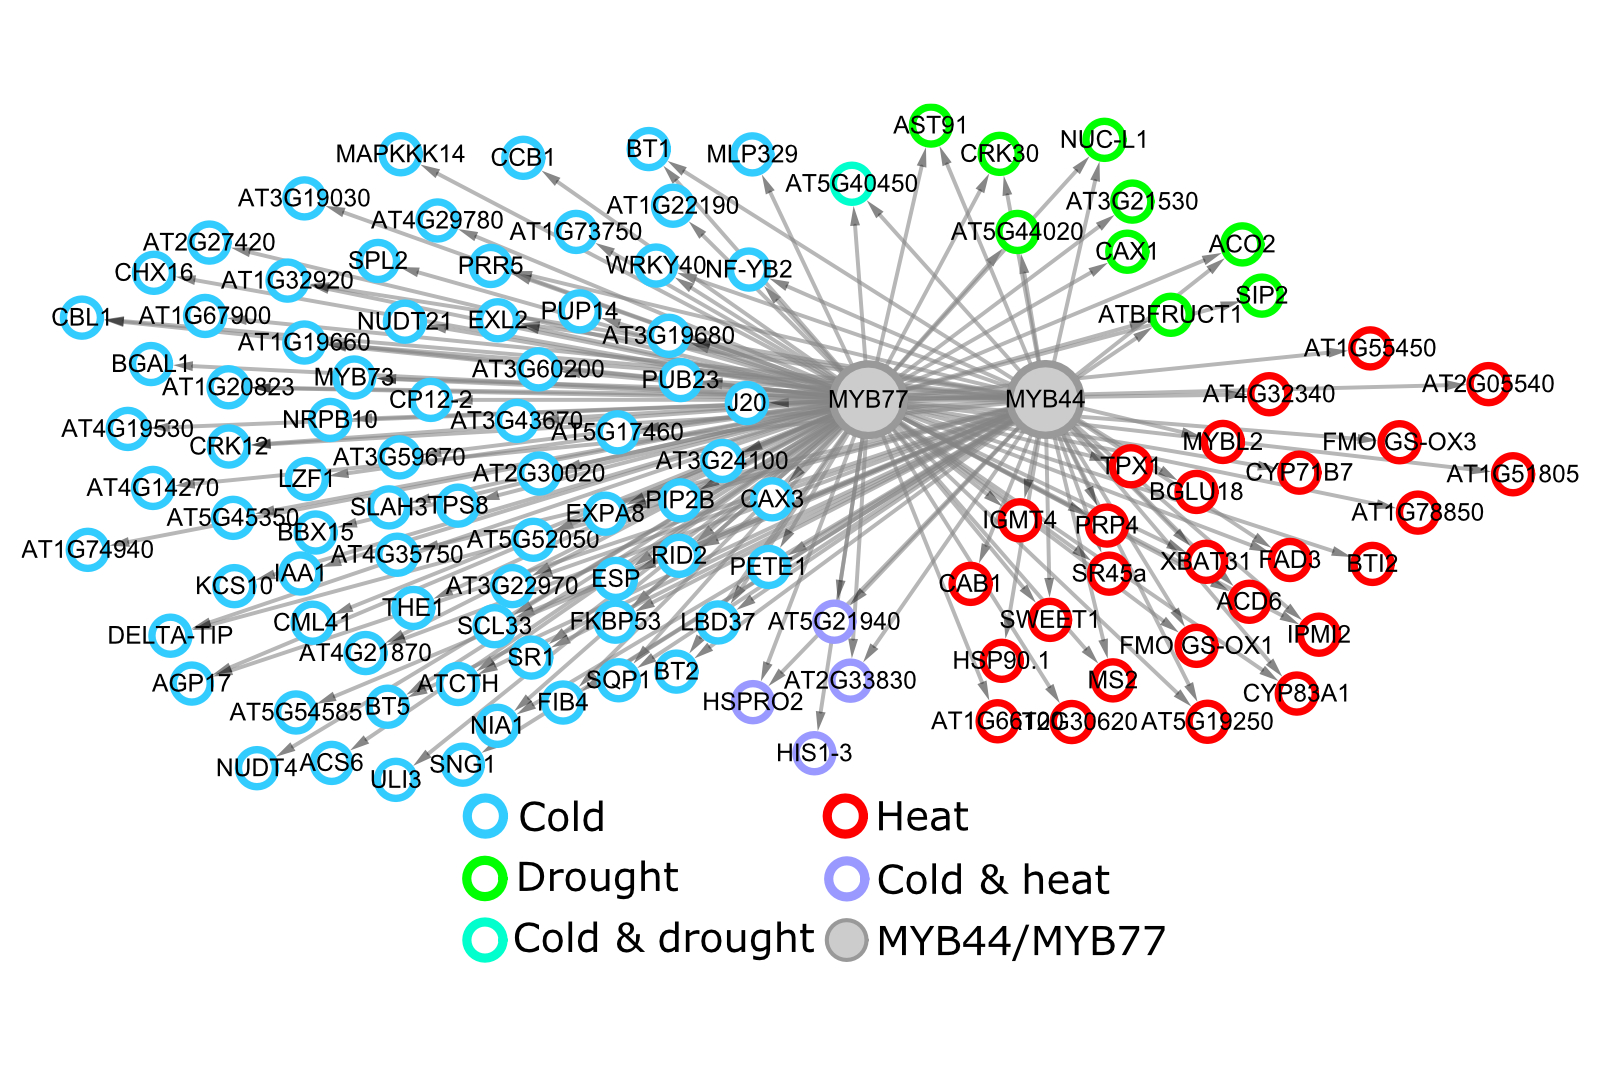 AST91
NUC-L1
MAPKKK14
CCB1
BT1
MLP329
CRK30
AT5G40450
AT3G19030
AT4G29780
AT1G22190
AT3G21530
AT1G73750
AT5G44020
AT2G27420
ACO2
CAX1
CHX16
AT1G32920
SPL2
PRR5
WRKY40
NF-YB2
SIP2
CBL1
AT1G67900
NUDT21
EXL2
PUP14
ATBFRUCT1
AT3G19680
AT1G19660
AT1G55450
BGAL1
AT1G20823
MYB73
AT3G60200
PUB23
AT2G05540
CP12-2
J20
MYB77
MYB44
AT4G32340
AT4G19530
NRPB10
AT3G43670
AT5G17460
CRK12
MYBL2
FMO GS-OX3
AT3G59670
AT3G24100
TPX1
LZF1
AT2G30020
CYP71B7
AT1G51805
AT4G14270
BGLU18
SLAH3
TPS8
PIP2B
CAX3
AT5G45350
BBX15
EXPA8
IGMT4
PRP4
AT1G78850
AT1G74940
AT4G35750
AT5G52050
RID2
PETE1
XBAT31
FAD3
BTI2
KCS10
IAA1
AT3G22970
ESP
CAB1
SR45a
THE1
ACD6
DELTA-TIP
CML41
SCL33
FKBP53
LBD37
AT5G21940
SWEET1
IPMI2
AT4G21870
SR1
HSP90.1
FMO GS-OX1
AGP17
ATCTH
SQP1
BT2
AT2G33830
MS2
CYP83A1
AT5G54585
BT5
FIB4
HSPRO2
NIA1
AT5G19250
HIS1-3
NUDT4
ACS6
ULI3
SNG1
Cold
Heat
Drought
Cold & heat
Cold & drought
MYB44/MYB77